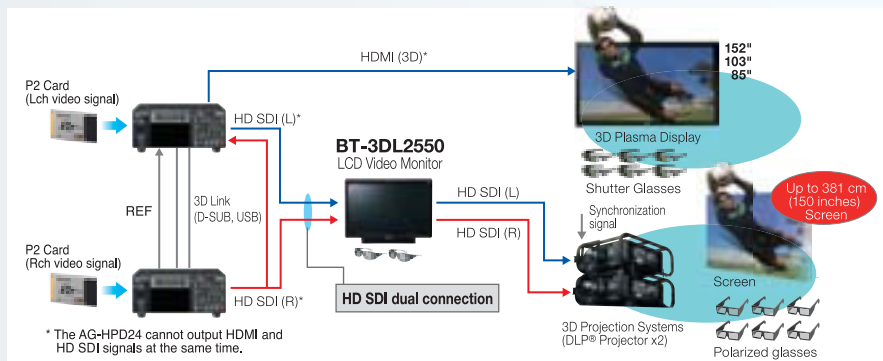 HDMI (3D)*
152"
103"
85"
P2 Card
(Lch video signal)
HD SDI (L)*
3D Plasma Display
BT-3DL2550
LCD Video Monitor
Shutter Glasses
HD SDI (L)
Up to 381 cm
(150 inches)
Screen
REF
3D Link
(D-SUB, USB)
Synchronization
signal
HD SDI (R)
P2 Card
(Rch video signal)
HD SDI (R)*
HD SDI dual connection
Screen
* The AG-HPD24 cannot output HDMI and
HD SDI signals at the same time.
3D Projection Systems
(DLP® Projector x2)
Polarized glasses